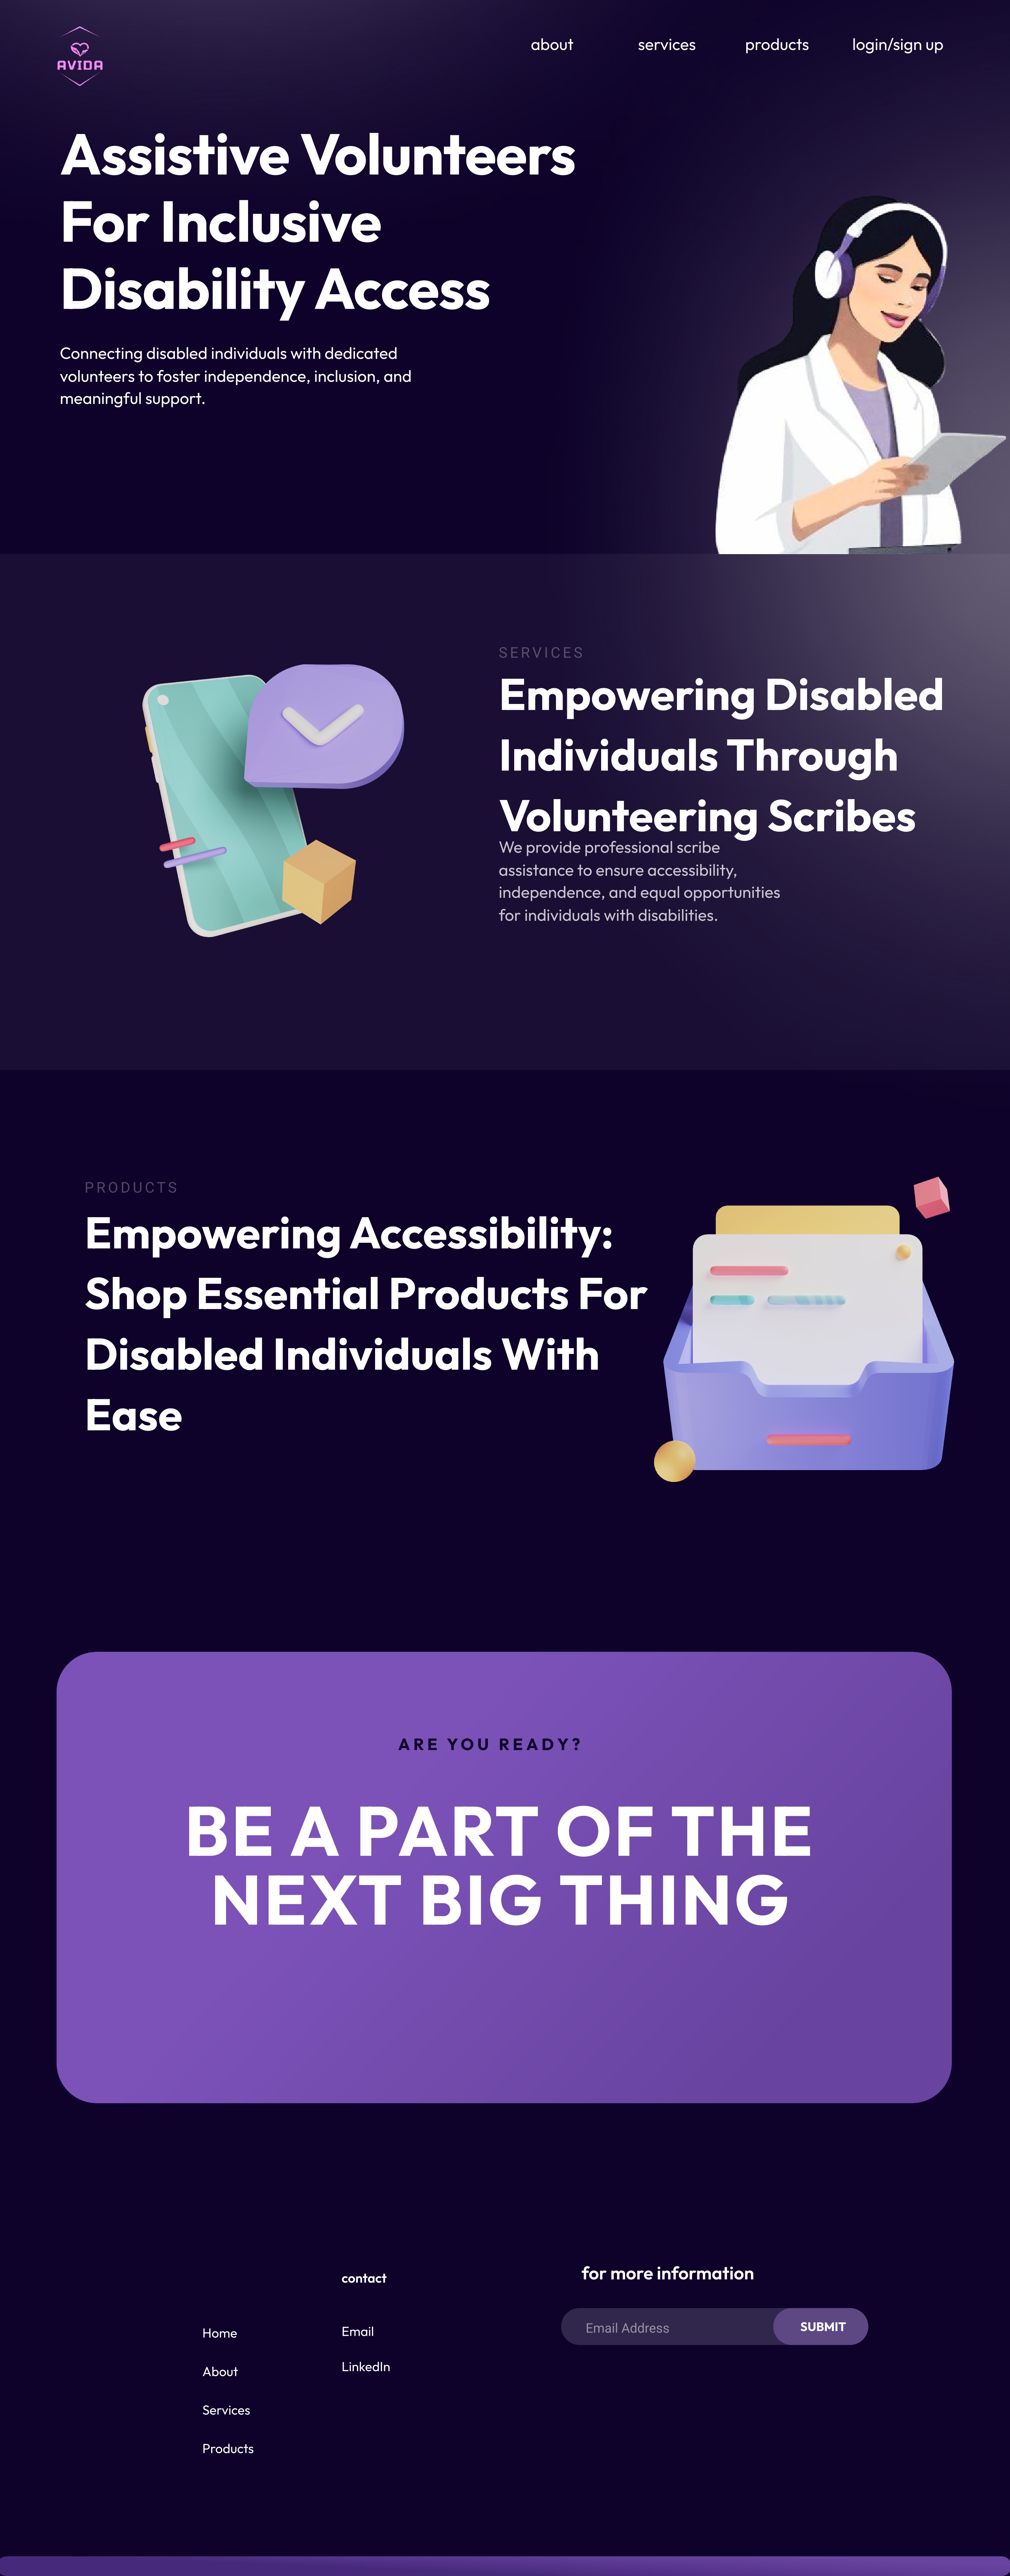 AVIDA
about services products login/sign up
Assistive Volunteers
For Inclusive
Disability Access
Connecting disabled individuals with dedicated
volunteers to foster independence, inclusion, and
meaningful support.
SERVICES
Empowering Disabled
Individuals Through
Volunteering Scribes
We provide professional scribe
assistance to ensure accessibility,
independence, and equal opportunities
for individuals with disabilities.
PRODUCTS
Empowering Accessibility:
Shop Essential Products For
Disabled Individuals With
Ease
ARE YOU READY?
BE A PART OF THE
NEXT BIG THING
Home
About
Services
Products
contact
Email
LinkedIn
for more information
Email Address
SUBMIT